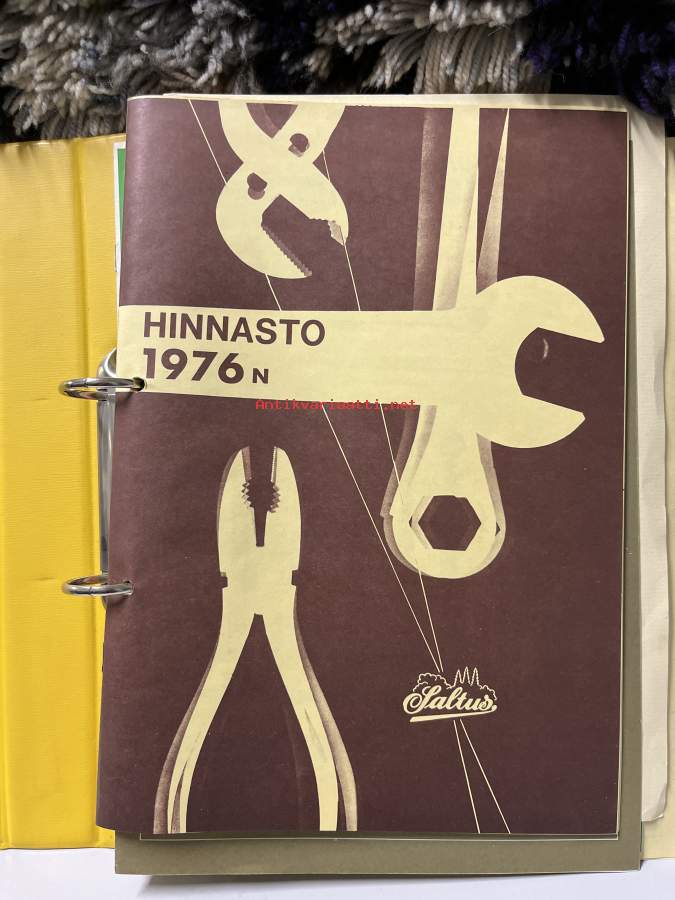 HINNASTO
1976 N
Antikvariaatti.net
Saltus